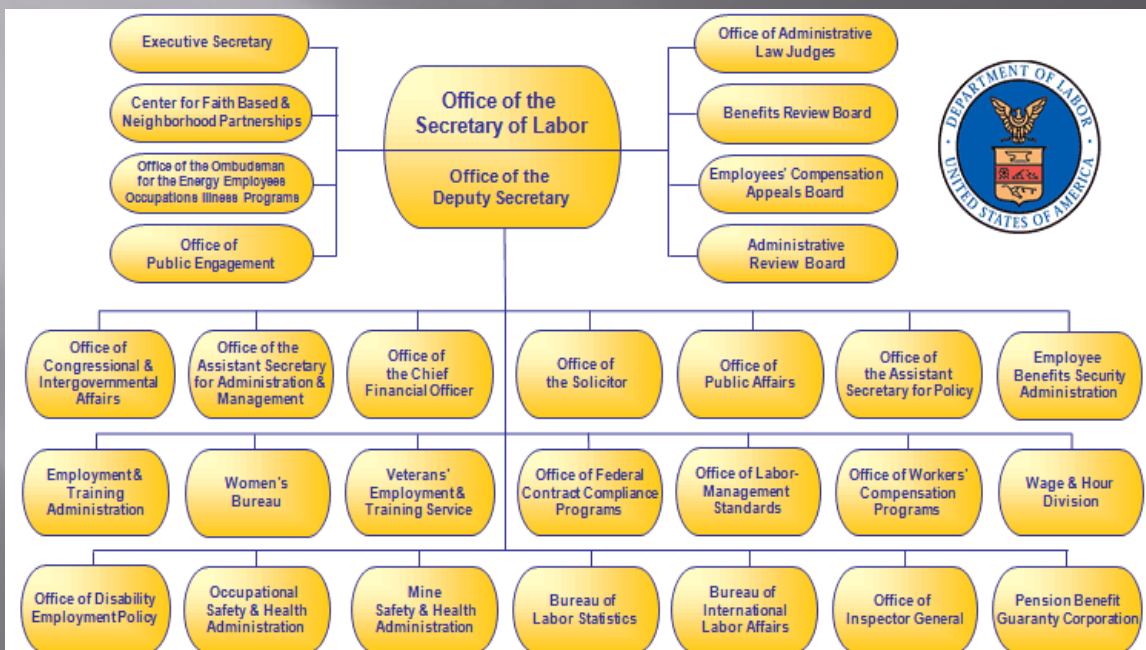 Executive Secretary
Center for Faith Based &
Neighborhood Partnerships
Office of the Ombudsman
for the Energy Employees
Occupations Illness Programs
Office of
Public Engagement
Office of the
Secretary of Labor
Office of the
Deputy Secretary
Office of Administrative
Law Judges
Benefits Review Board
Employees' Compensation
Appeals Board
Administrative
Review Board
DEPARTMENT OF LABOR
UNITED STATES OF AMERICA
Office of
Congressional &
Intergovernmental
Affairs
Office of the
Assistant Secretary
for Administration &
Management
Office of
the Chief
Financial Officer
Office of
the Solicitor
Office of
Public Affairs
Office of
the Assistant
Secretary for Policy
Employee
Benefits Security
Administration
Employment &
Training
Administration
Women's
Bureau
Veterans'
Employment &
Training Service
Office of Federal
Contract Compliance
Programs
Office of Labor-
Management
Standards
Office of Workers'
Compensation
Programs
Wage & Hour
Division
Office of Disability
Employment Policy
Occupational
Safety & Health
Administration
Mine
Safety & Health
Administration
Bureau of
Labor Statistics
Bureau of
International
Labor Affairs
Office of
Inspector General
Pension Benefit
Guaranty Corporation